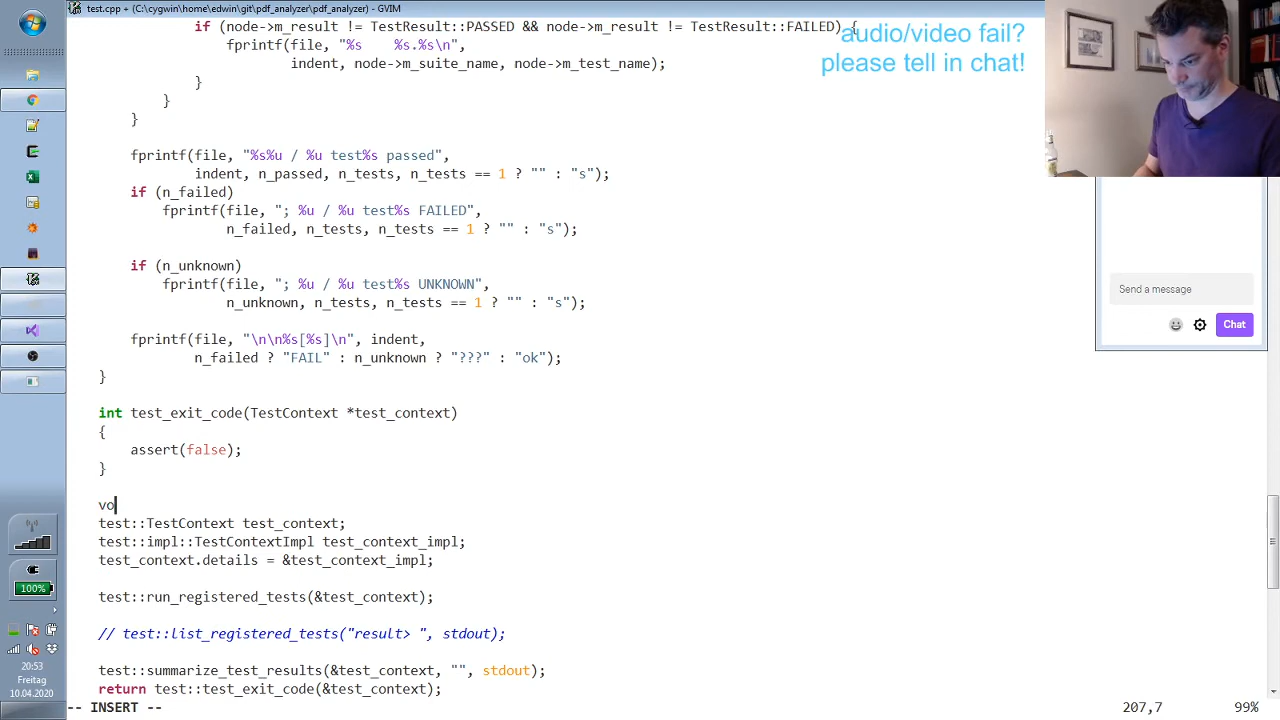 test.cpp + (C:\cygwin\home\edwin\git\pdf_analyzer\pdf_analyzer) - GVIM
if (node->m_result != TestResult::PASSED && node->m_result != TestResult::FAILED) {
fprintf(file, "%s    %s.%s\n",
indent, node->m_suite_name, node->m_test_name);
}
}
}
audio/video fail?
please tell in chat!
fprintf(file, "%s%u / %u test%s passed",
indent, n_passed, n_tests, n_tests == 1 ? "" : "s");
if (n_failed)
fprintf(file, "; %u / %u test%s FAILED",
n_failed, n_tests, n_tests == 1 ? "" : "s");
if (n_unknown)
fprintf(file, "; %u / %u test%s UNKNOWN",
n_unknown, n_tests, n_tests == 1 ? "" : "s");
fprintf(file, "\n\n%s[%s]\n", indent,
n_failed ? "FAIL" : n_unknown ? "???" : "ok");
}
int test_exit_code(TestContext *test_context)
{
assert(false);
}
vo
test::TestContext test_context;
test::impl::TestContextImpl test_context_impl;
test_context.details = &test_context_impl;
test::run_registered_tests(&test_context);
// test::list_registered_tests("result> ", stdout);
test::summarize_test_results(&test_context, "", stdout);
return test::test_exit_code(&test_context);
-- INSERT --
207,7
99%
Send a message
Chat
100%
20:53
Freitag
10.04.2020